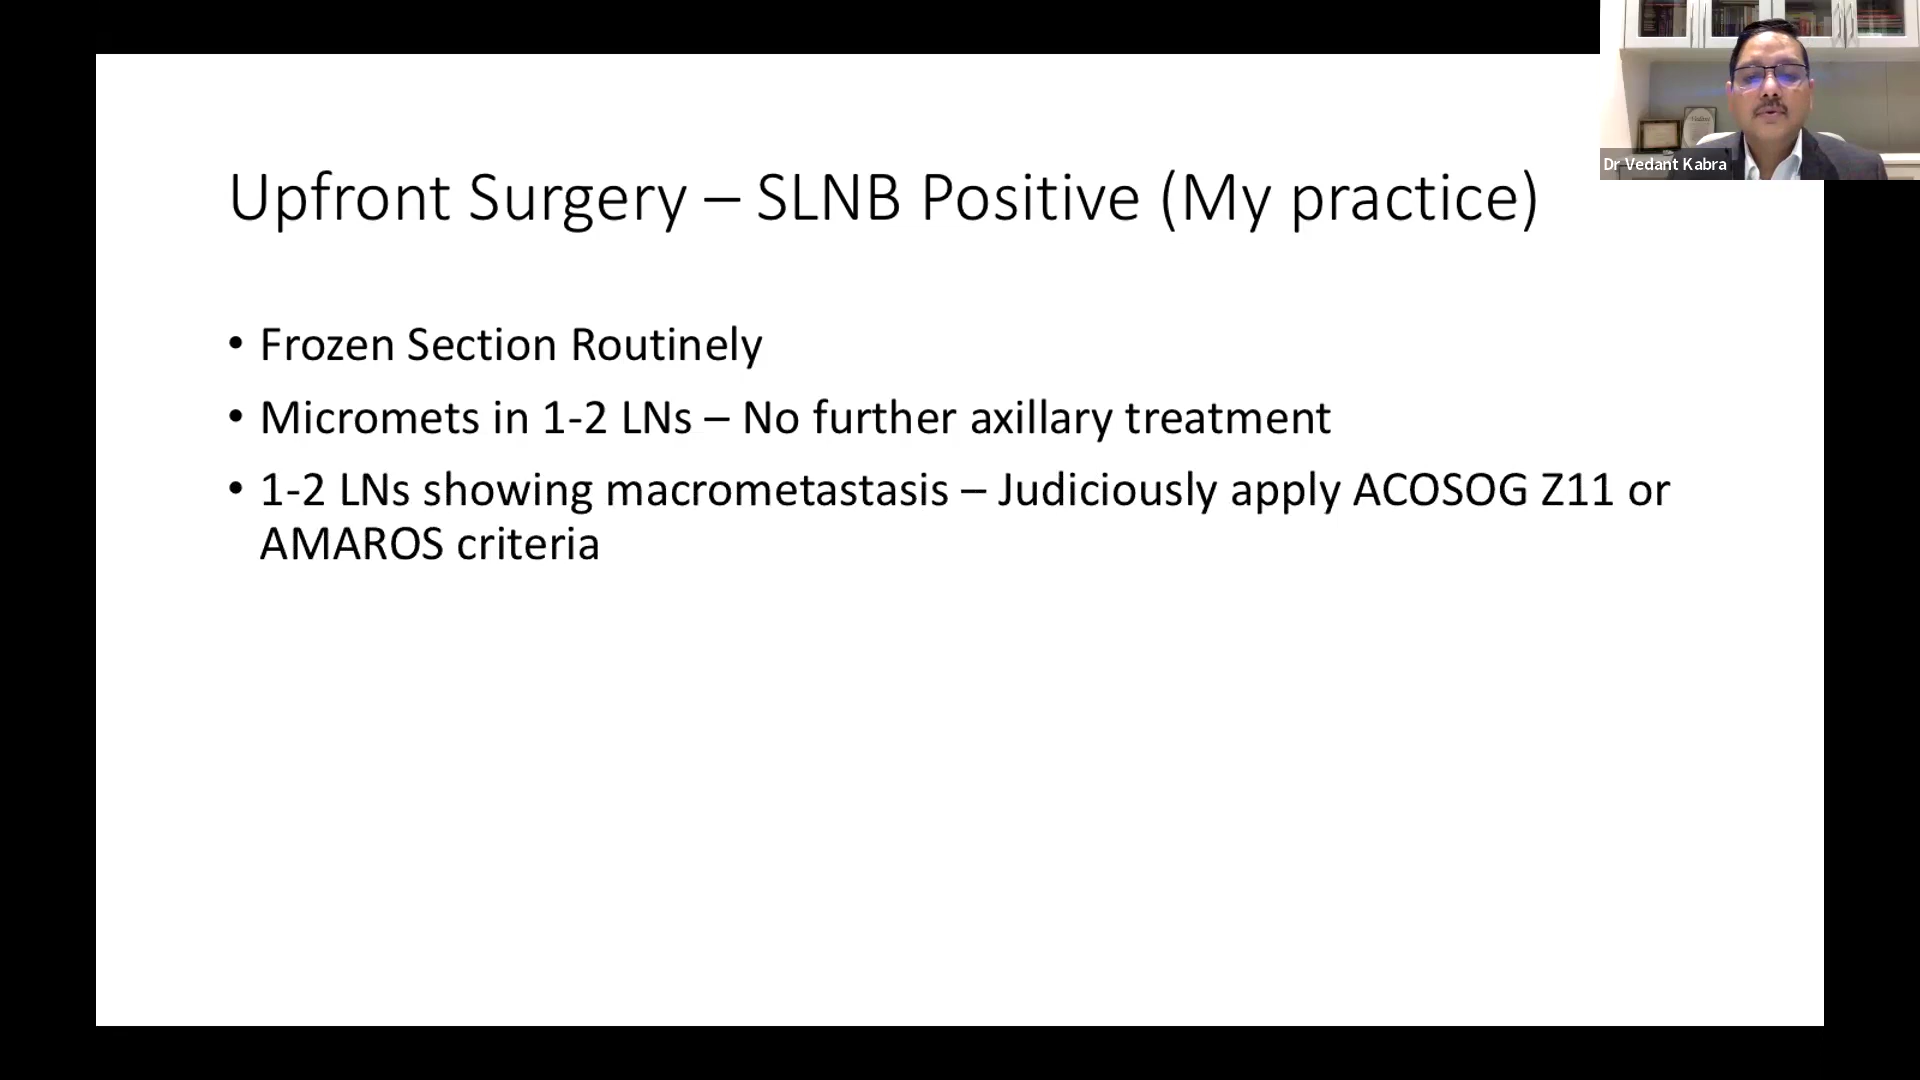 Upfront Surgery – SLNB Positive (My practice)
• Frozen Section Routinely
• Micromets in 1-2 LNs – No further axillary treatment
• 1-2 LNs showing macrometastasis – Judiciously apply ACOSOG Z11 or
AMAROS criteria
Dr Vedant Kabra